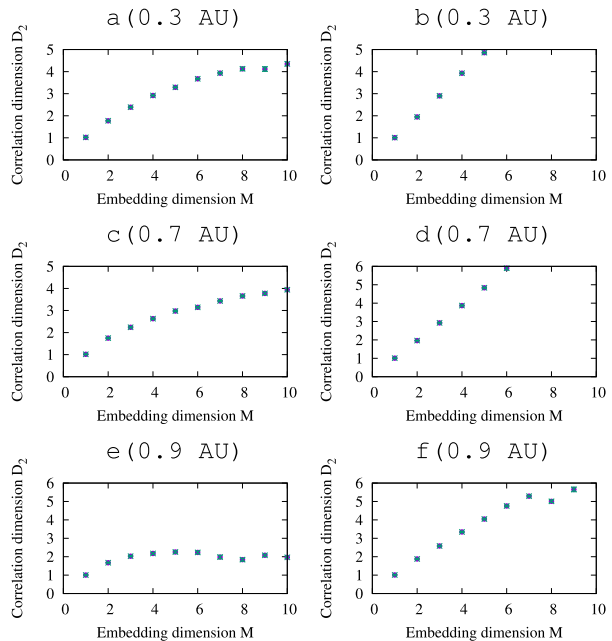 a(0.3 AU)
Correlation dimension D2
5
4
3
2
1
0
0 2 4 6 8 10
Embedding dimension M
b(0.3 AU)
Correlation dimension D2
5
4
3
2
1
0
0 2 4 6 8 10
Embedding dimension M
c(0.7 AU)
Correlation dimension D2
5
4
3
2
1
0
0 2 4 6 8 10
Embedding dimension M
d(0.7 AU)
Correlation dimension D2
6
5
4
3
2
1
0
0 2 4 6 8 10
Embedding dimension M
e(0.9 AU)
Correlation dimension D2
6
5
4
3
2
1
0
0 2 4 6 8 10
Embedding dimension M
f(0.9 AU)
Correlation dimension D2
6
5
4
3
2
1
0
0 2 4 6 8 10
Embedding dimension M